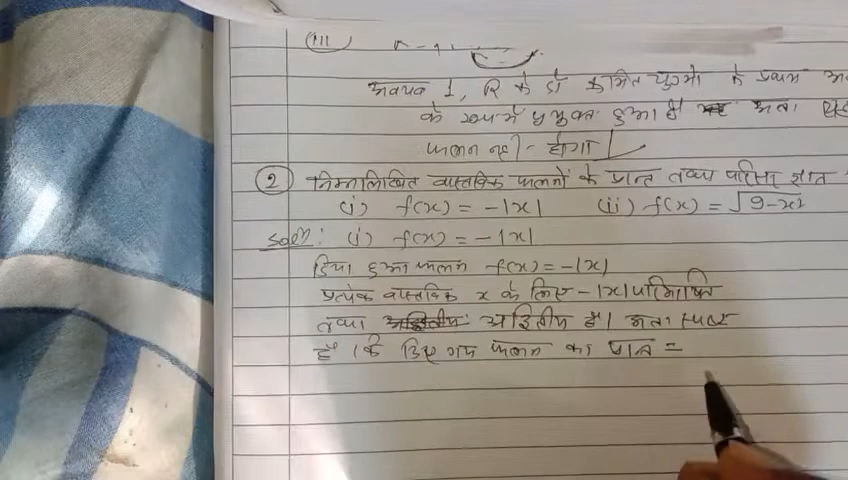 (iii)
अवयव 1, R के दो क्रमित युग्मों के प्रथम
के रूप में प्रयुक्त हुआ है अतः
फलन नहीं होगा।
(2) निम्नलिखित वास्तविक फलनों के प्रान्त तथा परिसर ज्ञात
(i) f(x) = -|x| (ii) f(x) = √9-x²
Soln: (i) f(x) = -|x|
दिया हुआ फलन f(x) = -|x|
प्रत्येक वास्तविक x के लिए -|x| परिभाषित
तथा अद्वितीय है। अतः स्पष्ट
है कि दिए गए फलन का प्रान्त =